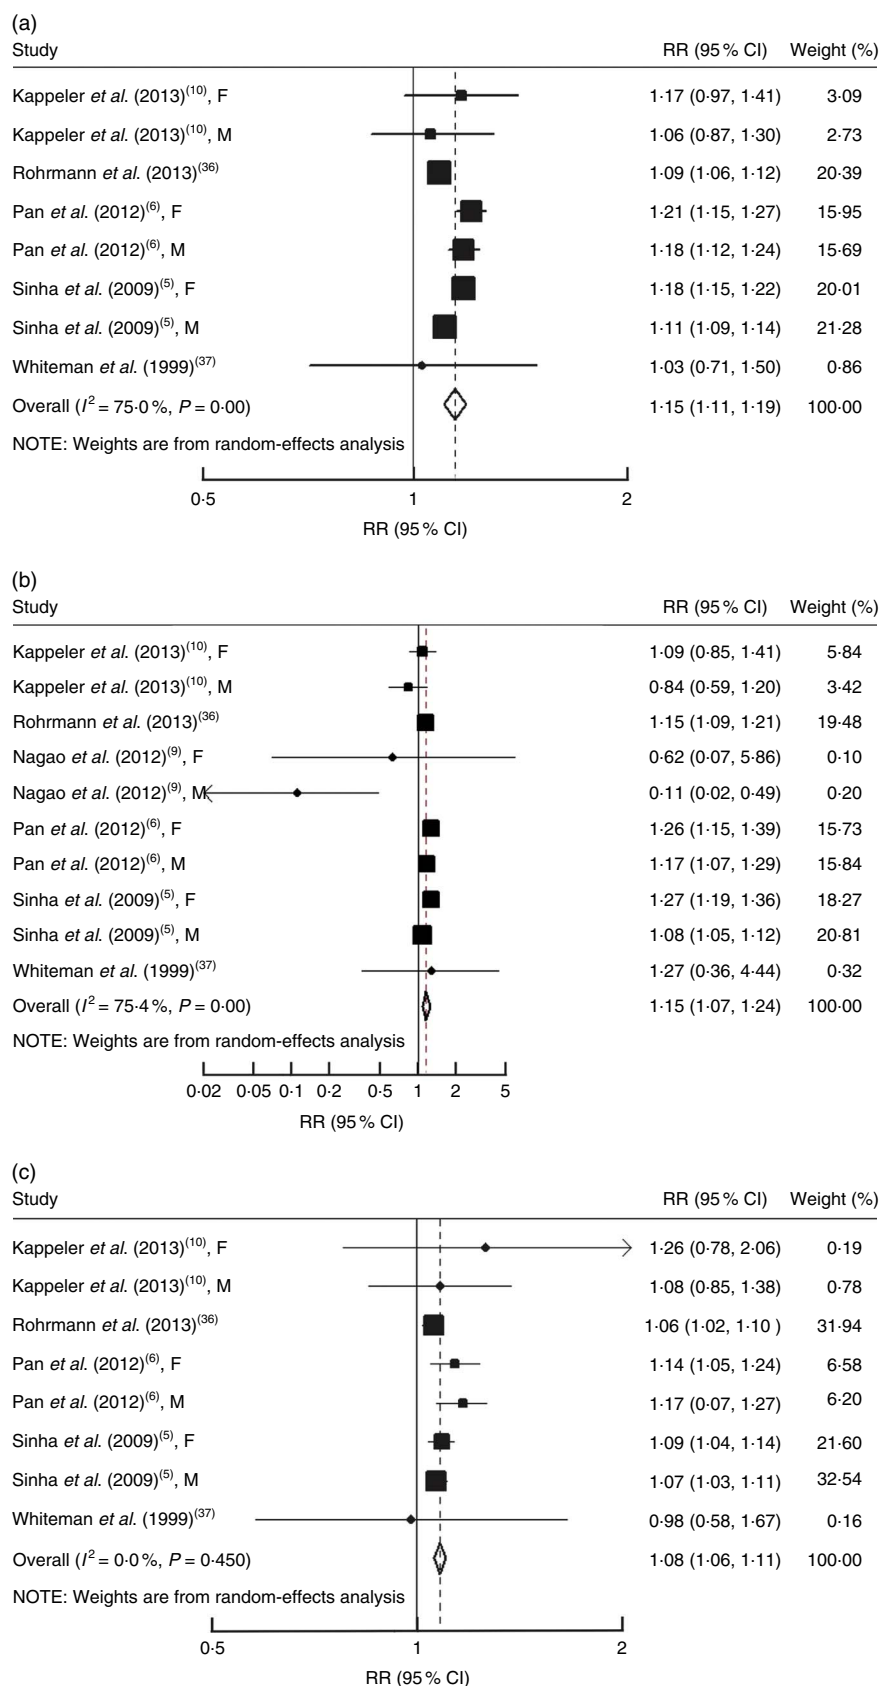 (a)
Study RR (95 % CI) Weight (%)
Kappeler et al. (2013)(10), F 1·17 (0·97, 1·41) 3·09
Kappeler et al. (2013)(10), M 1·06 (0·87, 1·30) 2·73
Rohrmann et al. (2013)(36) 1·09 (1·06, 1·12) 20·39
Pan et al. (2012)(6), F 1·21 (1·15, 1·27) 15·95
Pan et al. (2012)(6), M 1·18 (1·12, 1·24) 15·69
Sinha et al. (2009)(5), F 1·18 (1·15, 1·22) 20·01
Sinha et al. (2009)(5), M 1·11 (1·09, 1·14) 21·28
Whiteman et al. (1999)(37) 1·03 (0·71, 1·50) 0·86
Overall (I2 = 75·0 %, P = 0·00) 1·15 (1·11, 1·19) 100·00
NOTE: Weights are from random-effects analysis
0·5 1 2
RR (95 % CI)
(b)
Study RR (95 % CI) Weight (%)
Kappeler et al. (2013)(10), F 1·09 (0·85, 1·41) 5·84
Kappeler et al. (2013)(10), M 0·84 (0·59, 1·20) 3·42
Rohrmann et al. (2013)(36) 1·15 (1·09, 1·21) 19·48
Nagao et al. (2012)(9), F 0·62 (0·07, 5·86) 0·10
Nagao et al. (2012)(9), M 0·11 (0·02, 0·49) 0·20
Pan et al. (2012)(6), F 1·26 (1·15, 1·39) 15·73
Pan et al. (2012)(6), M 1·17 (1·07, 1·29) 15·84
Sinha et al. (2009)(5), F 1·27 (1·19, 1·36) 18·27
Sinha et al. (2009)(5), M 1·08 (1·05, 1·12) 20·81
Whiteman et al. (1999)(37) 1·27 (0·36, 4·44) 0·32
Overall (I2 = 75·4 %, P = 0·00) 1·15 (1·07, 1·24) 100·00
NOTE: Weights are from random-effects analysis
0·02 0·05 0·1 0·2 0·5 1 2 5
RR (95 % CI)
(c)
Study RR (95 % CI) Weight (%)
Kappeler et al. (2013)(10), F 1·26 (0·78, 2·06) 0·19
Kappeler et al. (2013)(10), M 1·08 (0·85, 1·38) 0·78
Rohrmann et al. (2013)(36) 1·06 (1·02, 1·10 ) 31·94
Pan et al. (2012)(6), F 1·14 (1·05, 1·24) 6·58
Pan et al. (2012)(6), M 1·17 (0·07, 1·27) 6·20
Sinha et al. (2009)(5), F 1·09 (1·04, 1·14) 21·60
Sinha et al. (2009)(5), M 1·07 (1·03, 1·11) 32·54
Whiteman et al. (1999)(37) 0·98 (0·58, 1·67) 0·16
Overall (I2 = 0·0 %, P = 0·450) 1·08 (1·06, 1·11) 100·00
NOTE: Weights are from random-effects analysis
0·5 1 2
RR (95 % CI)